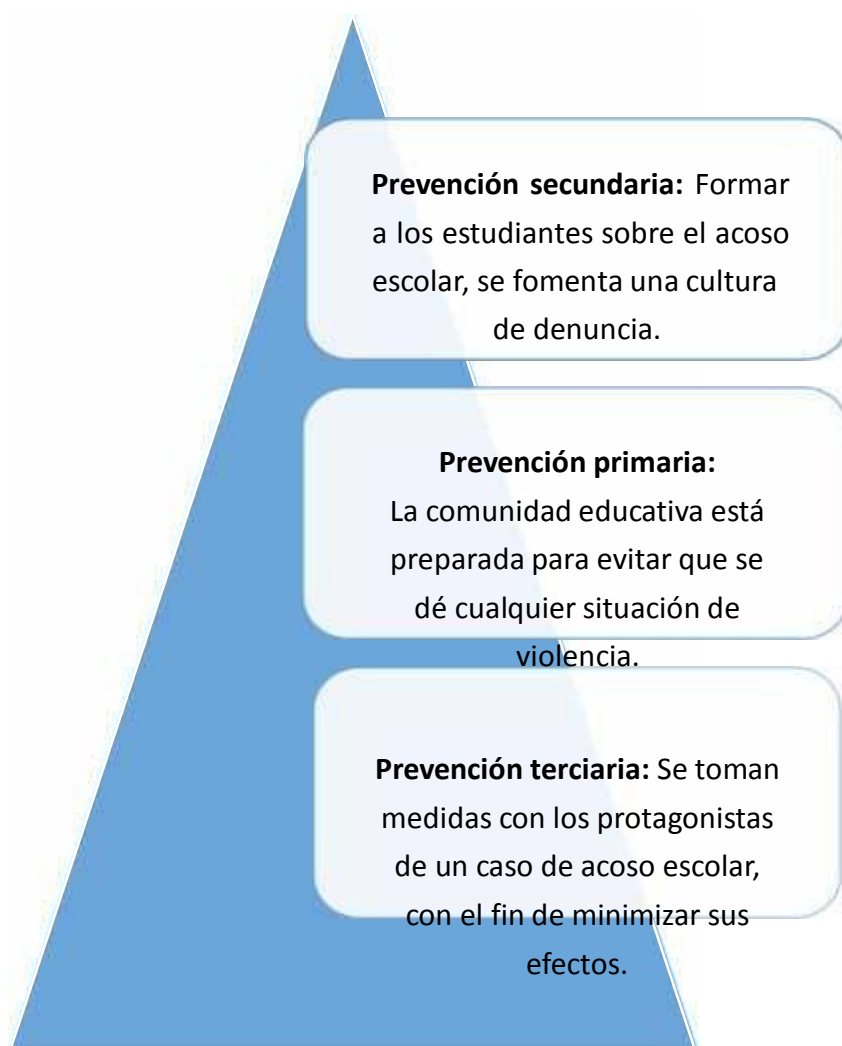 Prevención secundaria: Formar
a los estudiantes sobre el acoso
escolar, se fomenta una cultura
de denuncia.
Prevención primaria:
La comunidad educativa está
preparada para evitar que se
dé cualquier situación de
violencia.
Prevención terciaria: Se toman
medidas con los protagonistas
de un caso de acoso escolar,
con el fin de minimizar sus
efectos.